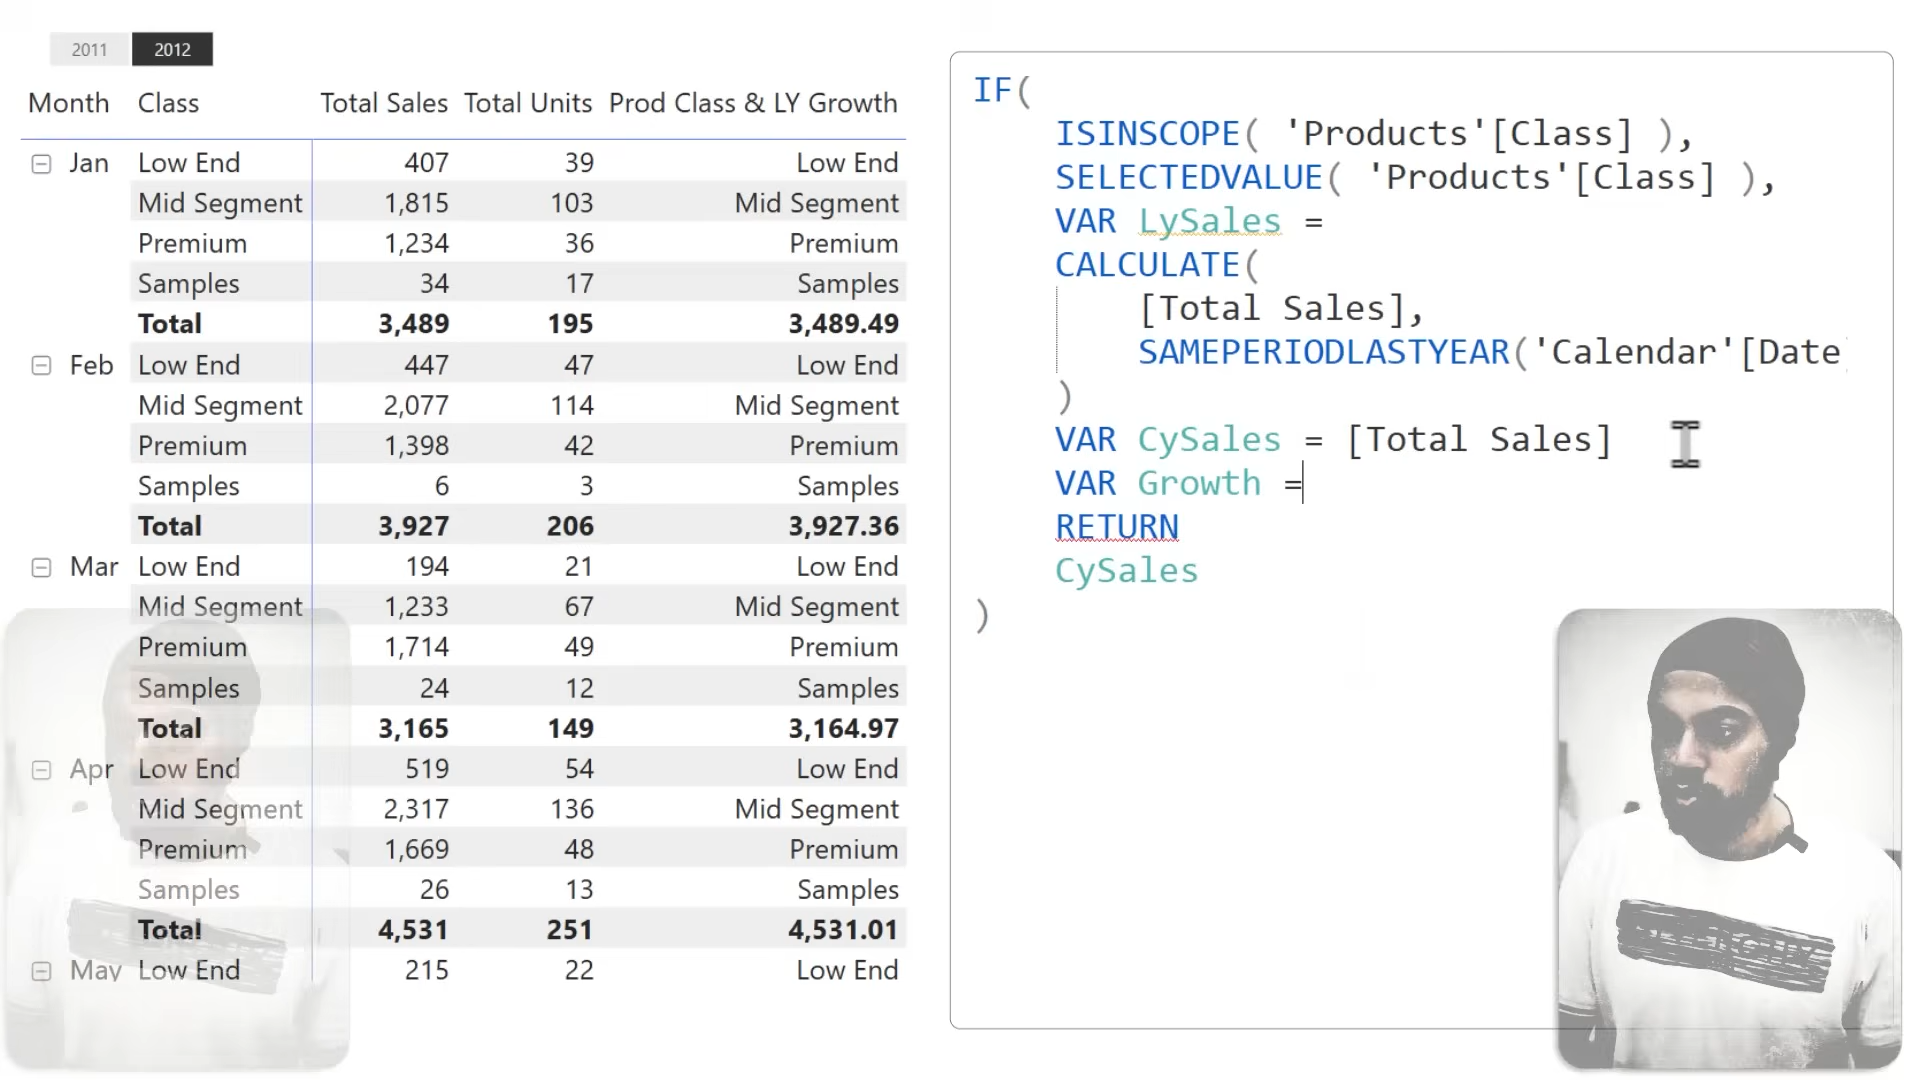 2011 2012
Month Class Total Sales Total Units Prod Class & LY Growth
Jan Low End 407 39 Low End
Mid Segment 1,815 103 Mid Segment
Premium 1,234 36 Premium
Samples 34 17 Samples
Total 3,489 195 3,489.49
Feb Low End 447 47 Low End
Mid Segment 2,077 114 Mid Segment
Premium 1,398 42 Premium
Samples 6 3 Samples
Total 3,927 206 3,927.36
Mar Low End 194 21 Low End
Mid Segment 1,233 67 Mid Segment
Premium 1,714 49 Premium
Samples 24 12 Samples
Total 3,165 149 3,164.97
Apr Low End 519 54 Low End
Mid Segment 2,317 136 Mid Segment
Premium 1,669 48 Premium
Samples 26 13 Samples
Total 4,531 251 4,531.01
May Low End 215 22 Low End
IF(
ISINSCOPE( 'Products'[Class] ),
SELECTEDVALUE( 'Products'[Class] ),
VAR LySales =
CALCULATE(
[Total Sales],
SAMEPERIODLASTYEAR('Calendar'[Date
)
VAR CySales = [Total Sales]
VAR Growth =
RETURN
CySales
)